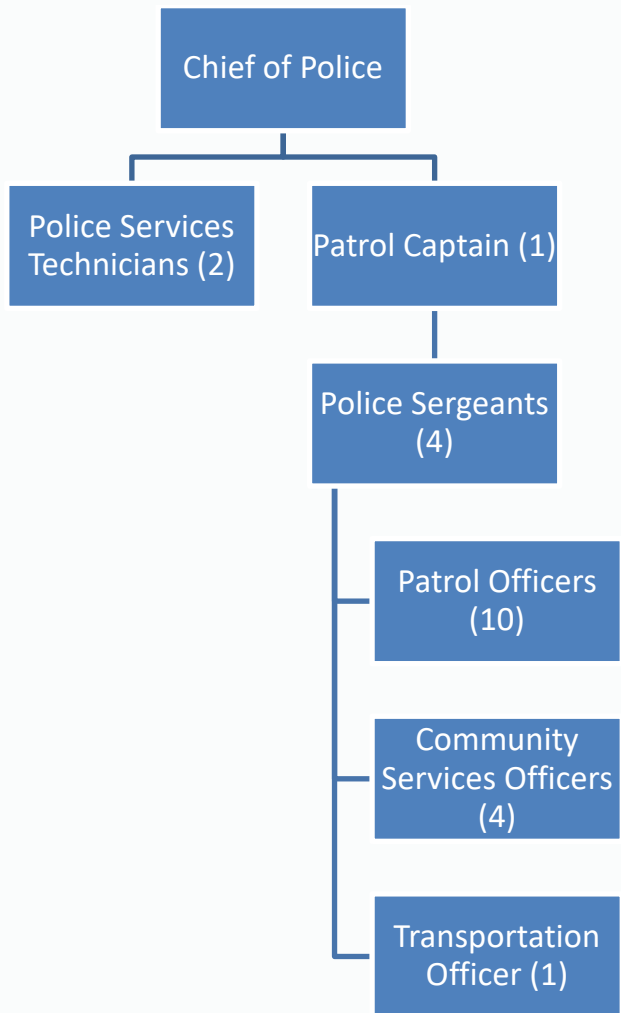 Chief of Police
Police Services
Technicians (2)
Patrol Captain (1)
Police Sergeants
(4)
Patrol Officers
(10)
Community
Services Officers
(4)
Transportation
Officer (1)